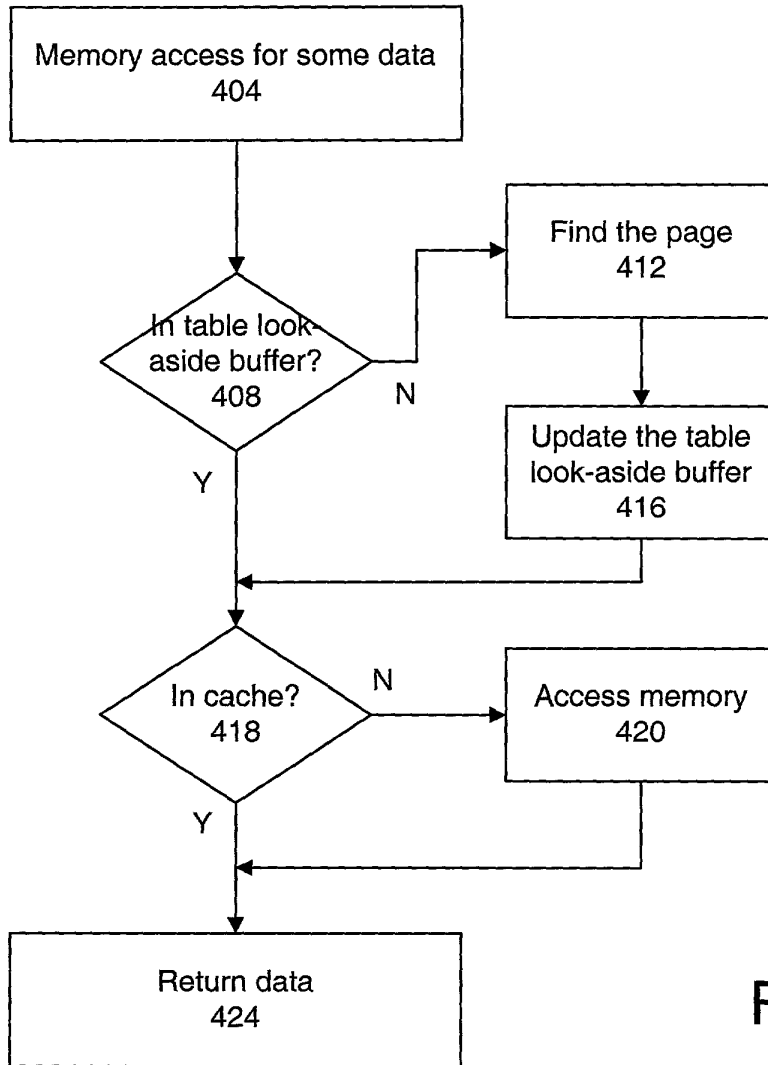 Memory access for some data
404
Find the page
412
In table look-
aside buffer?
408
N
Update the table
look-aside buffer
416
Y
In cache?
418
N
Access memory
420
Y
Return data
424
F